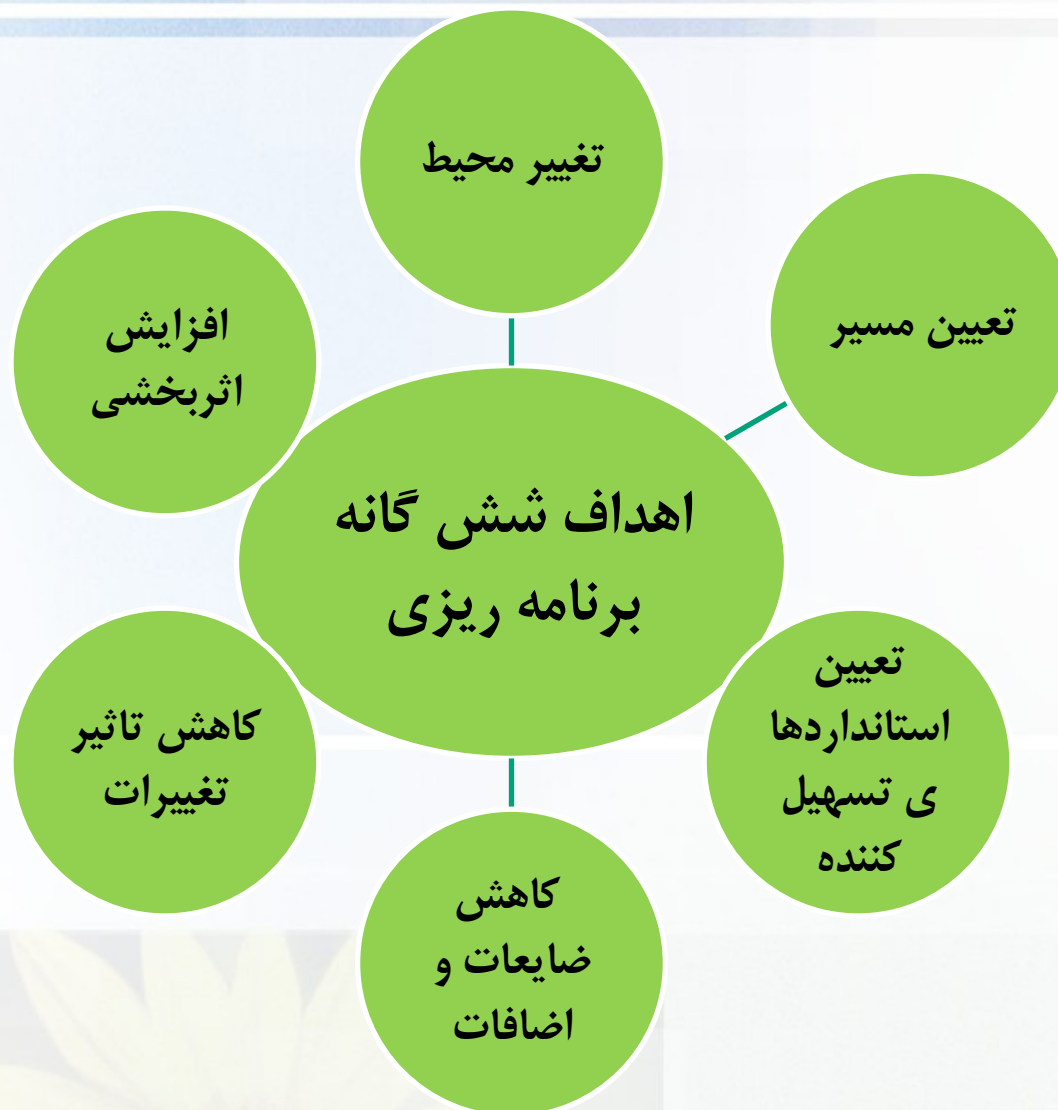 تغییر محیط
تعیین مسیر
افزایش
اثربخشی
اهداف شش گانه
برنامه ریزی
تعیین
استانداردها
ی تسهیل
کننده
کاهش تاثیر
تغییرات
کاهش
ضایعات و
اضافات